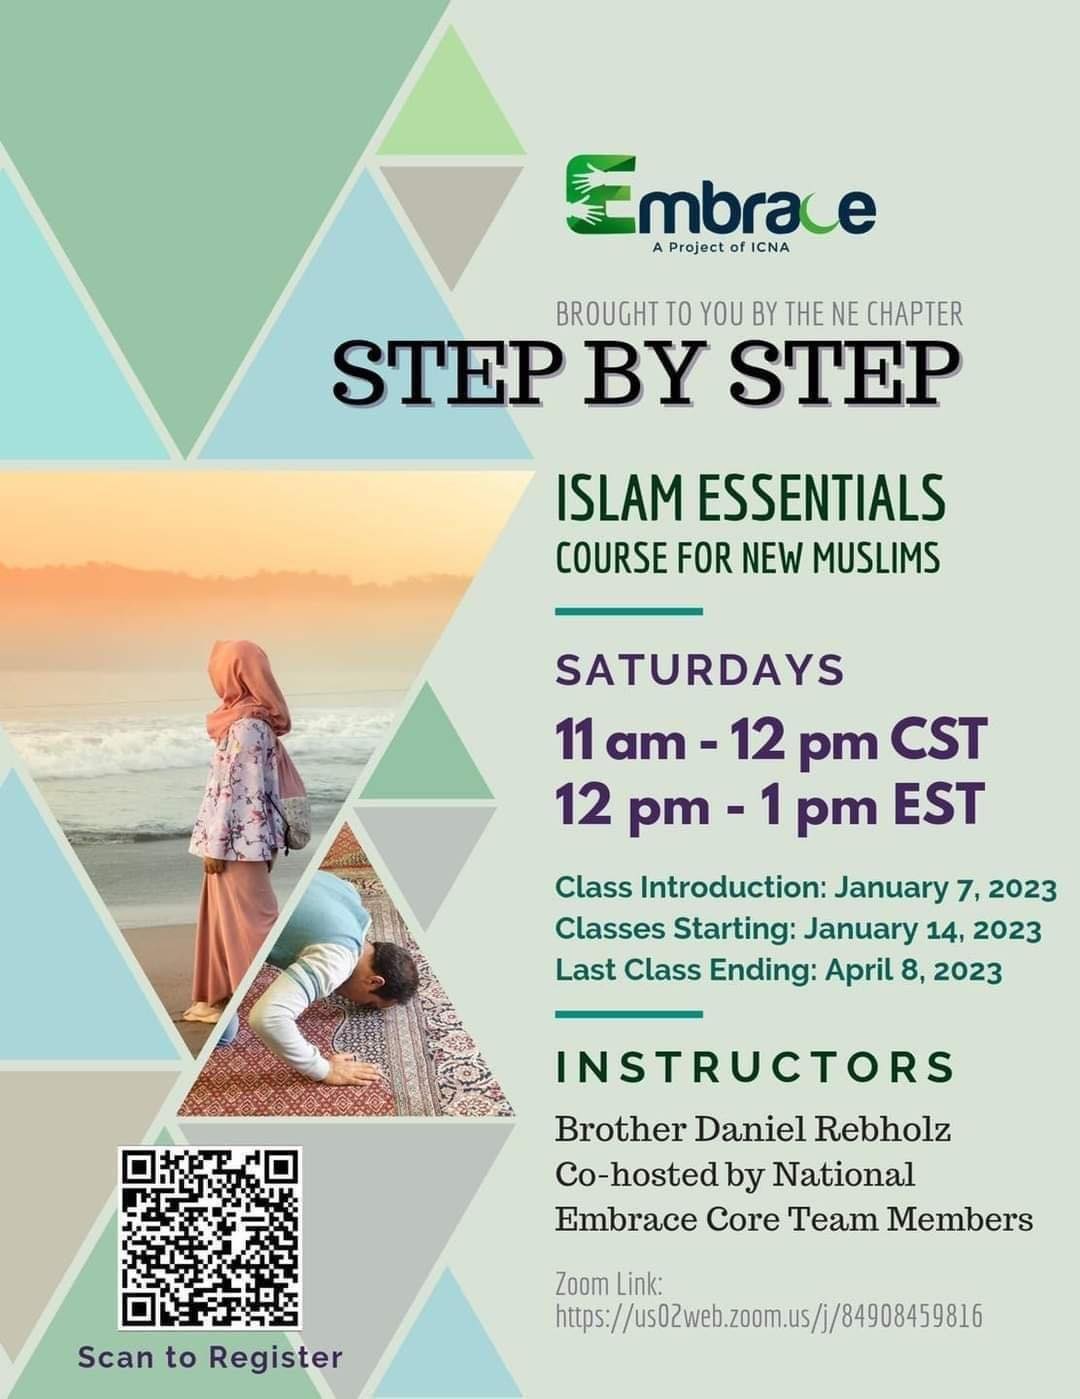 Embrace
A Project of ICNA
BROUGHT TO YOU BY THE NE CHAPTER
STEP BY STEP
ISLAM ESSENTIALS
COURSE FOR NEW MUSLIMS
SATURDAYS
11 am - 12 pm CST
12 pm - 1 pm EST
Class Introduction: January 7, 2023
Classes Starting: January 14, 2023
Last Class Ending: April 8, 2023
INSTRUCTORS
Brother Daniel Rebholz
Co-hosted by National
Embrace Core Team Members
Zoom Link:
https://us02web.zoom.us/j/84908459816
Scan to Register